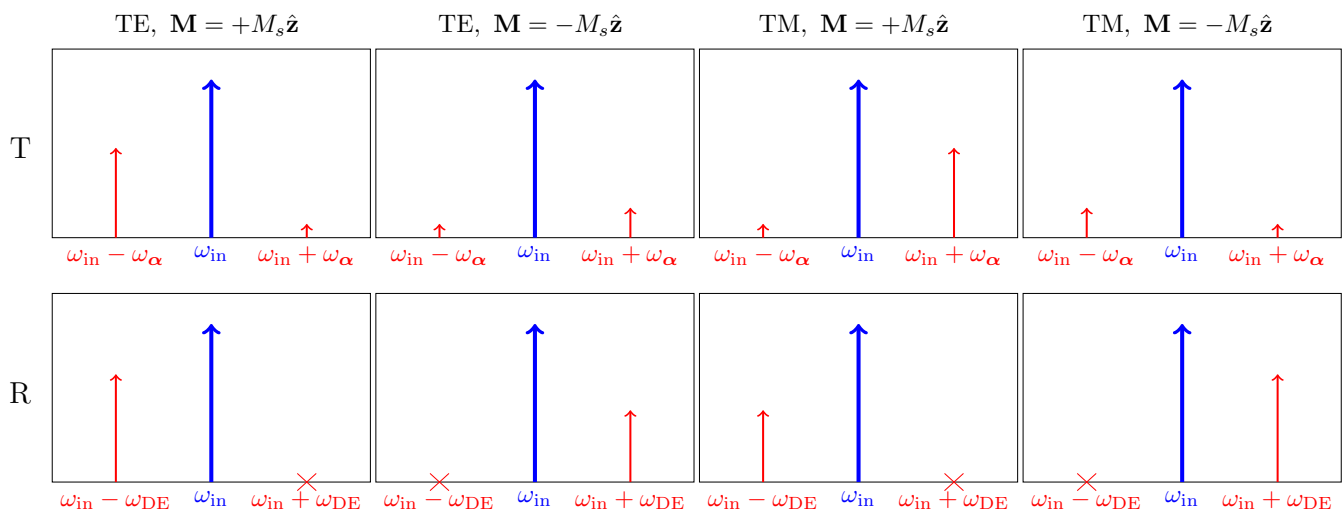 TE, M = +M_s ẑ TE, M = −M_s ẑ TM, M = +M_s ẑ TM, M = −M_s ẑ
T
ω_in − ω_α ω_in ω_in + ω_α ω_in − ω_α ω_in ω_in + ω_α ω_in − ω_α ω_in ω_in + ω_α ω_in − ω_α ω_in ω_in + ω_α
R
ω_in − ω_DE ω_in ω_in + ω_DE ω_in − ω_DE ω_in ω_in + ω_DE ω_in − ω_DE ω_in ω_in + ω_DE ω_in − ω_DE ω_in ω_in + ω_DE